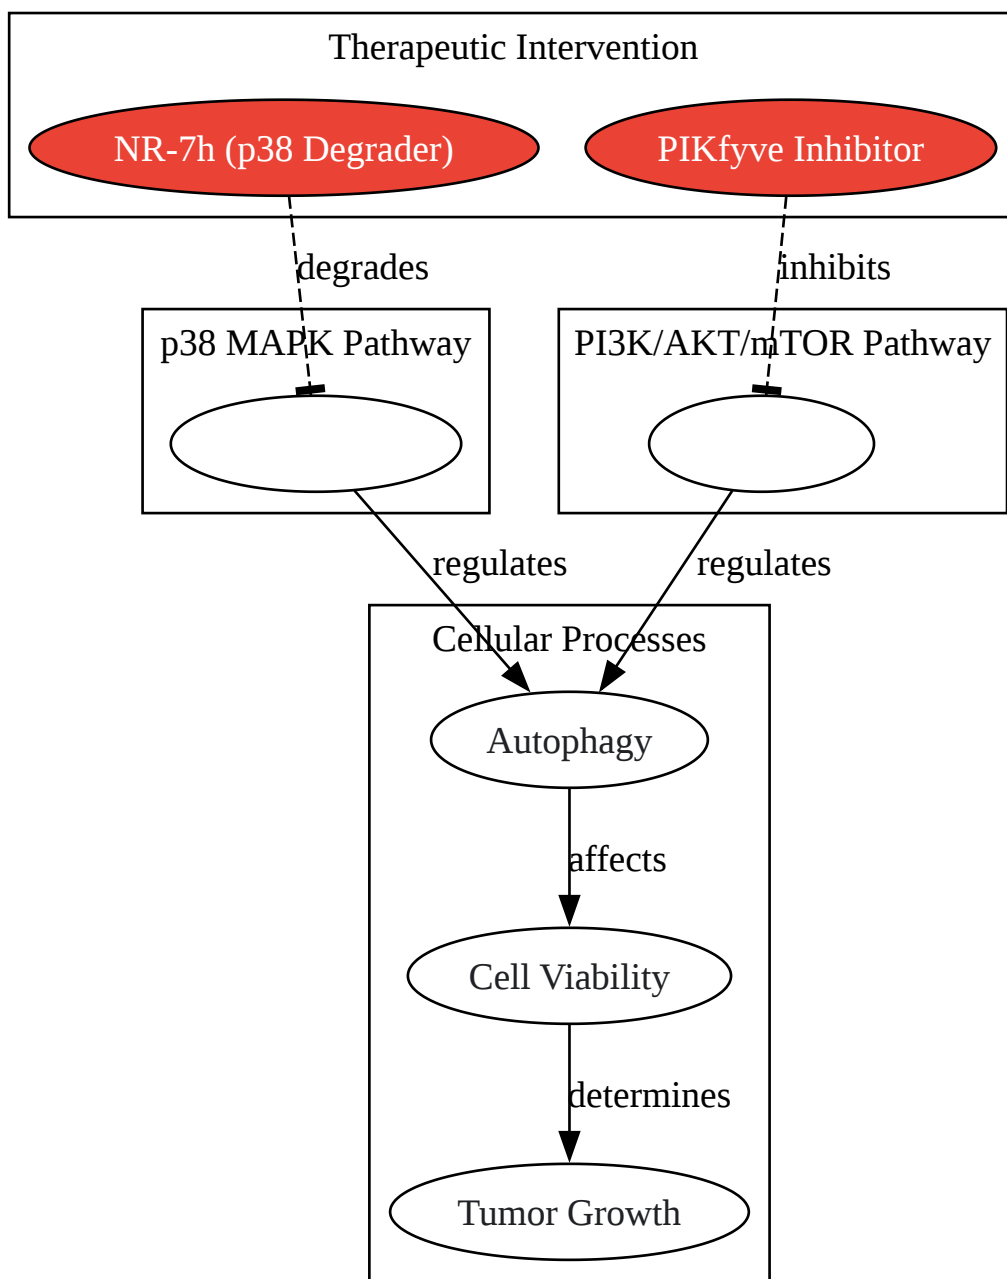 Therapeutic Intervention
NR-7h (p38 Degrader)
PIKfyve Inhibitor
degrades
inhibits
p38 MAPK Pathway
PI3K/AKT/mTOR Pathway
regulates
regulates
Cellular Processes
Autophagy
affects
Cell Viability
determines
Tumor Growth